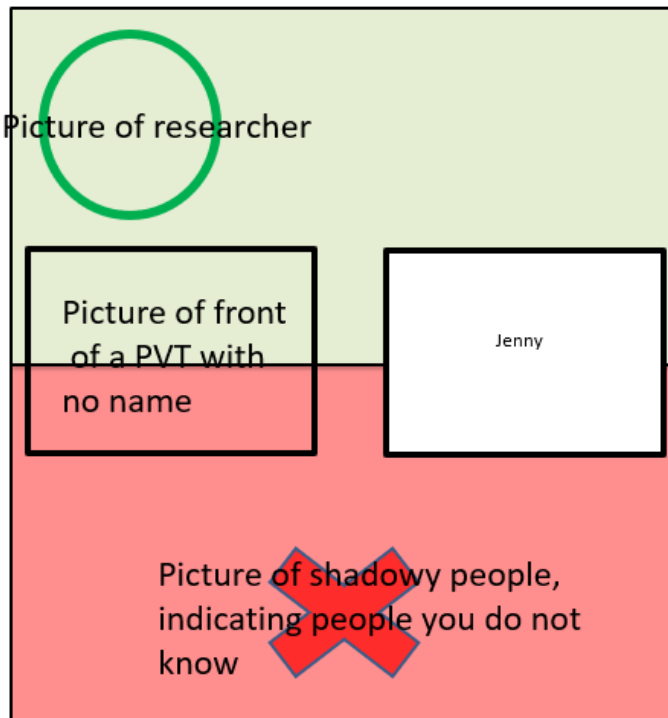 Picture of researcher
Picture of front
of a PVT with
no name
Jenny
Picture of shadowy people,
indicating people you do not
know